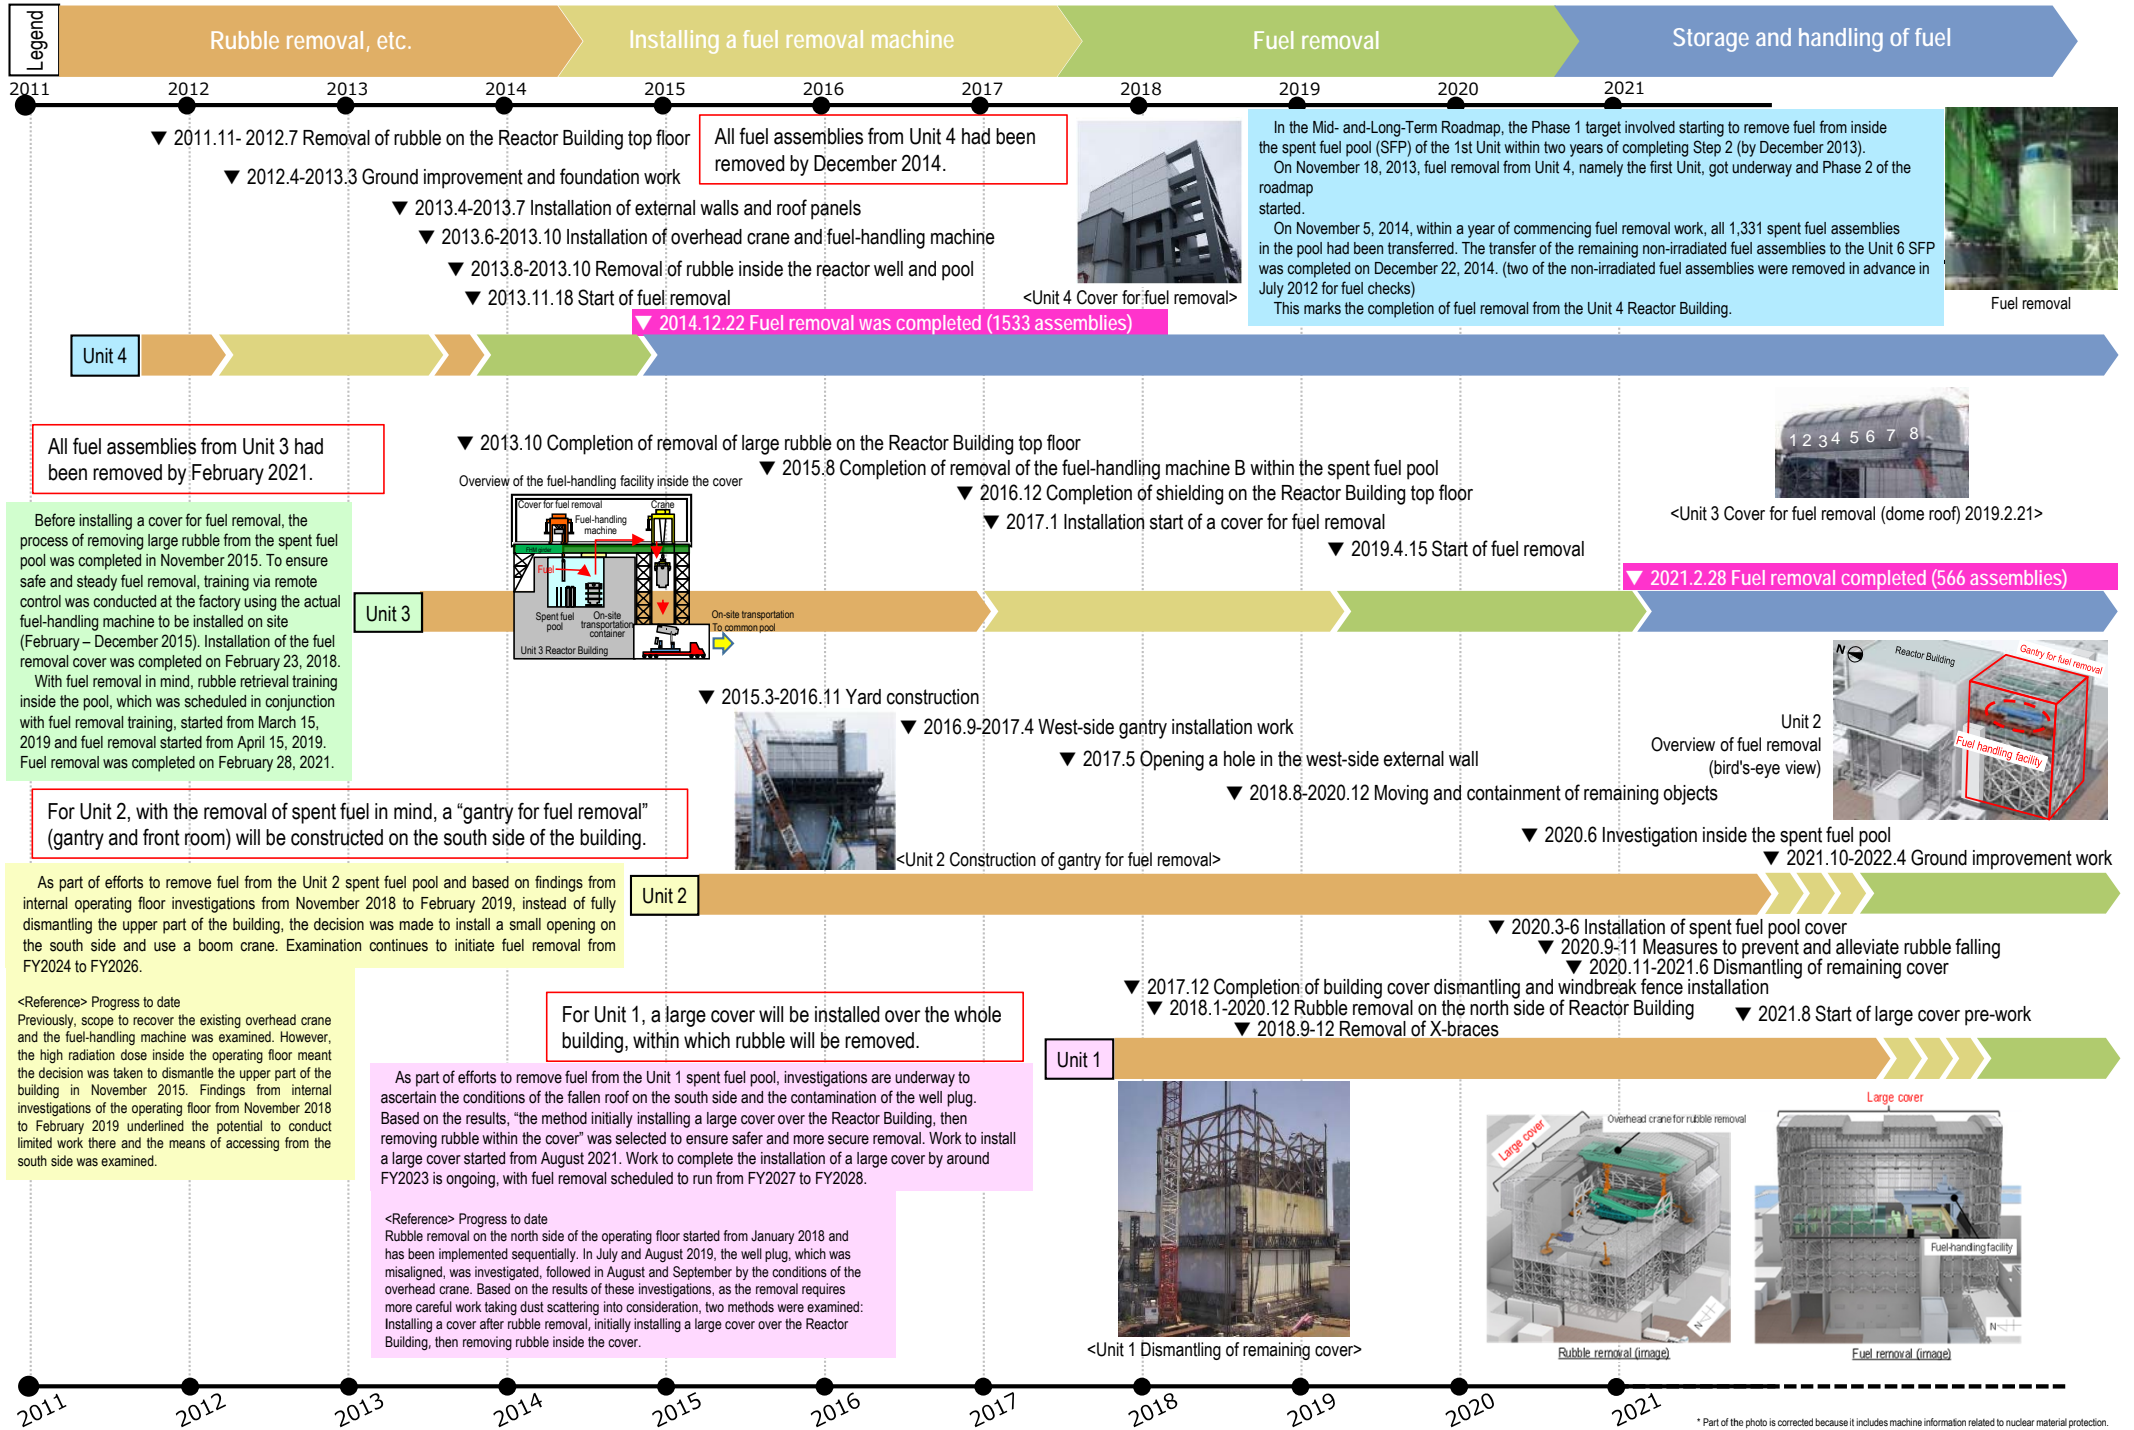 Legend
Rubble removal, etc.
Installing a fuel removal machine
Fuel removal
Storage and handling of fuel
2011
2012
2013
2014
2015
2016
2017
2018
2019
2020
2021
▼ 2011.11- 2012.7 Removal of rubble on the Reactor Building top floor
▼ 2012.4-2013.3 Ground improvement and foundation work
▼ 2013.4-2013.7 Installation of external walls and roof panels
▼ 2013.6-2013.10 Installation of overhead crane and fuel-handling machine
▼ 2013.8-2013.10 Removal of rubble inside the reactor well and pool
▼ 2013.11.18 Start of fuel removal
All fuel assemblies from Unit 4 had been
removed by December 2014.
<Unit 4 Cover for fuel removal>
In the Mid- and-Long-Term Roadmap, the Phase 1 target involved starting to remove fuel from inside
the spent fuel pool (SFP) of the 1st Unit within two years of completing Step 2 (by December 2013).
On November 18, 2013, fuel removal from Unit 4, namely the first Unit, got underway and Phase 2 of the
roadmap
started.
On November 5, 2014, within a year of commencing fuel removal work, all 1,331 spent fuel assemblies
in the pool had been transferred. The transfer of the remaining non-irradiated fuel assemblies to the Unit 6 SFP
was completed on December 22, 2014. (two of the non-irradiated fuel assemblies were removed in advance in
July 2012 for fuel checks)
This marks the completion of fuel removal from the Unit 4 Reactor Building.
Fuel removal
▼ 2014.12.22 Fuel removal was completed (1533 assemblies)
Unit 4
All fuel assemblies from Unit 3 had
been removed by February 2021.
▼ 2013.10 Completion of removal of large rubble on the Reactor Building top floor
▼ 2015.8 Completion of removal of the fuel-handling machine B within the spent fuel pool
▼ 2016.12 Completion of shielding on the Reactor Building top floor
▼ 2017.1 Installation start of a cover for fuel removal
▼ 2019.4.15 Start of fuel removal
1 2 3 4 5 6 7 8
<Unit 3 Cover for fuel removal (dome roof) 2019.2.21>
▼ 2021.2.28 Fuel removal completed (566 assemblies)
Overview of the fuel-handling facility inside the cover
Cover for fuel removal
Crane
Fuel-handling
machine
FHM girder
Fuel
Spent fuel
pool
On-site
transportation
container
Unit 3 Reactor Building
On-site transportation
To common pool
Unit 3
Before installing a cover for fuel removal, the
process of removing large rubble from the spent fuel
pool was completed in November 2015. To ensure
safe and steady fuel removal, training via remote
control was conducted at the factory using the actual
fuel-handling machine to be installed on site
(February – December 2015). Installation of the fuel
removal cover was completed on February 23, 2018.
With fuel removal in mind, rubble retrieval training
inside the pool, which was scheduled in conjunction
with fuel removal training, started from March 15,
2019 and fuel removal started from April 15, 2019.
Fuel removal was completed on February 28, 2021.
▼ 2015.3-2016.11 Yard construction
▼ 2016.9-2017.4 West-side gantry installation work
▼ 2017.5 Opening a hole in the west-side external wall
▼ 2018.8-2020.12 Moving and containment of remaining objects
▼ 2020.6 Investigation inside the spent fuel pool
▼ 2021.10-2022.4 Ground improvement work
Unit 2
Overview of fuel removal
(bird's-eye view)
N
Reactor Building
Gantry for fuel removal
Fuel handling facility
<Unit 2 Construction of gantry for fuel removal>
For Unit 2, with the removal of spent fuel in mind, a “gantry for fuel removal”
(gantry and front room) will be constructed on the south side of the building.
Unit 2
As part of efforts to remove fuel from the Unit 2 spent fuel pool and based on findings from
internal operating floor investigations from November 2018 to February 2019, instead of fully
dismantling the upper part of the building, the decision was made to install a small opening on
the south side and use a boom crane. Examination continues to initiate fuel removal from
FY2024 to FY2026.
<Reference> Progress to date
Previously, scope to recover the existing overhead crane
and the fuel-handling machine was examined. However,
the high radiation dose inside the operating floor meant
the decision was taken to dismantle the upper part of the
building in November 2015. Findings from internal
investigations of the operating floor from November 2018
to February 2019 underlined the potential to conduct
limited work there and the means of accessing from the
south side was examined.
▼ 2020.3-6 Installation of spent fuel pool cover
▼ 2020.9-11 Measures to prevent and alleviate rubble falling
▼ 2020.11-2021.6 Dismantling of remaining cover
▼ 2017.12 Completion of building cover dismantling and windbreak fence installation
▼ 2018.1-2020.12 Rubble removal on the north side of Reactor Building
▼ 2018.9-12 Removal of X-braces
▼ 2021.8 Start of large cover pre-work
For Unit 1, a large cover will be installed over the whole
building, within which rubble will be removed.
Unit 1
As part of efforts to remove fuel from the Unit 1 spent fuel pool, investigations are underway to
ascertain the conditions of the fallen roof on the south side and the contamination of the well plug.
Based on the results, “the method initially installing a large cover over the Reactor Building, then
removing rubble within the cover” was selected to ensure safer and more secure removal. Work to install
a large cover started from August 2021. Work to complete the installation of a large cover by around
FY2023 is ongoing, with fuel removal scheduled to run from FY2027 to FY2028.
<Reference> Progress to date
Rubble removal on the north side of the operating floor started from January 2018 and
has been implemented sequentially. In July and August 2019, the well plug, which was
misaligned, was investigated, followed in August and September by the conditions of the
overhead crane. Based on the results of these investigations, as the removal requires
more careful work taking dust scattering into consideration, two methods were examined:
Installing a cover after rubble removal, initially installing a large cover over the Reactor
Building, then removing rubble inside the cover.
<Unit 1 Dismantling of remaining cover>
Large cover
Overhead crane for rubble removal
N
Rubble removal (image)
Large cover
Fuel-handling facility
N
Fuel removal (image)
2011
2012
2013
2014
2015
2016
2017
2018
2019
2020
2021
* Part of the photo is corrected because it includes machine information related to nuclear material protection.